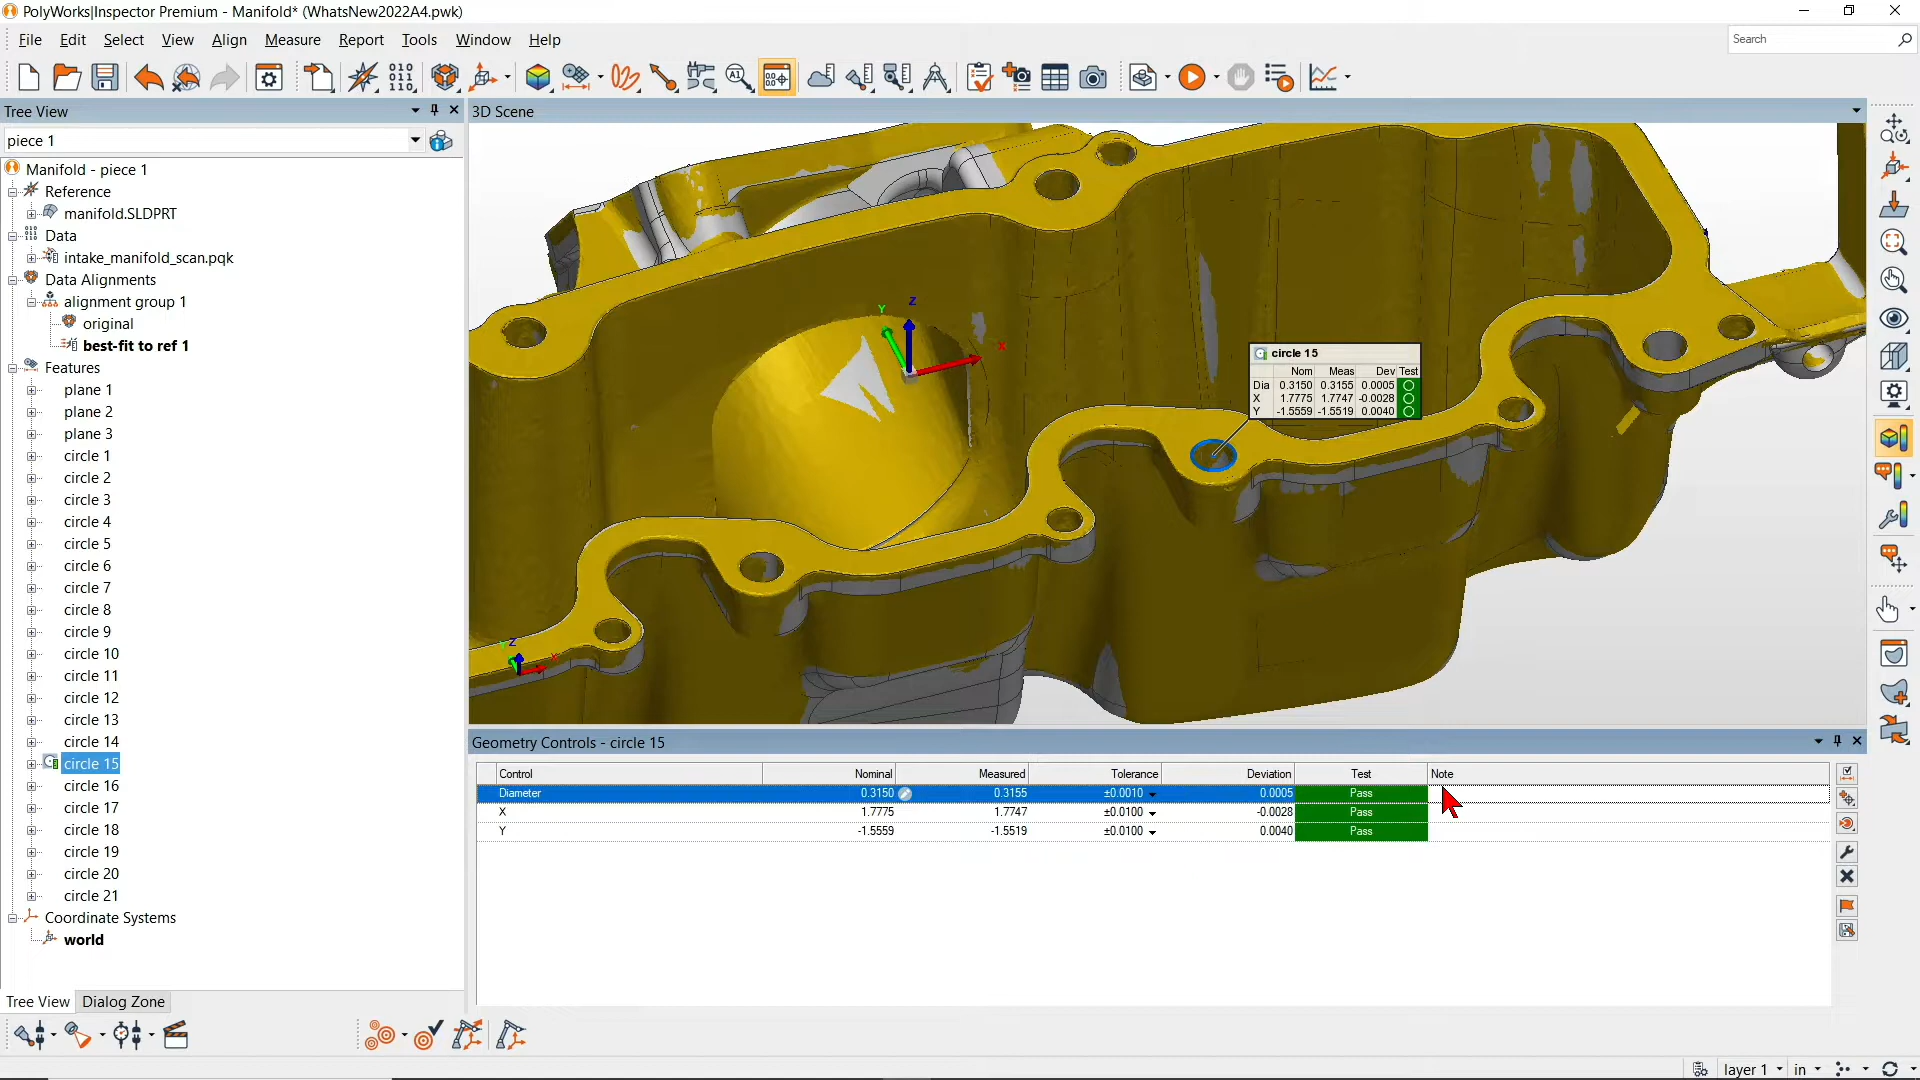 PolyWorks|Inspector Premium - Manifold* (WhatsNew2022A4.pwk)
File Edit Select View Align Measure Report Tools Window Help
Search
Tree View
piece 1
Manifold - piece 1
Reference
manifold.SLDPRT
Data
intake_manifold_scan.pqk
Data Alignments
alignment group 1
original
best-fit to ref 1
Features
plane 1
plane 2
plane 3
circle 1
circle 2
circle 3
circle 4
circle 5
circle 6
circle 7
circle 8
circle 9
circle 10
circle 11
circle 12
circle 13
circle 14
circle 15
circle 16
circle 17
circle 18
circle 19
circle 20
circle 21
Coordinate Systems
world
Tree View Dialog Zone
3D Scene
Z
Y
X
circle 15
Nom Meas Dev Test
Dia 0.3150 0.3155 0.0005
X 1.7775 1.7747 -0.0028
Y -1.5559 -1.5519 0.0040
Z
Y
X
Geometry Controls - circle 15
Control Nominal Measured Tolerance Deviation Test Note
Diameter 0.3150 0.3155 ±0.0010 0.0005 Pass
X 1.7775 1.7747 ±0.0100 -0.0028 Pass
Y -1.5559 -1.5519 ±0.0100 0.0040 Pass
layer 1 in